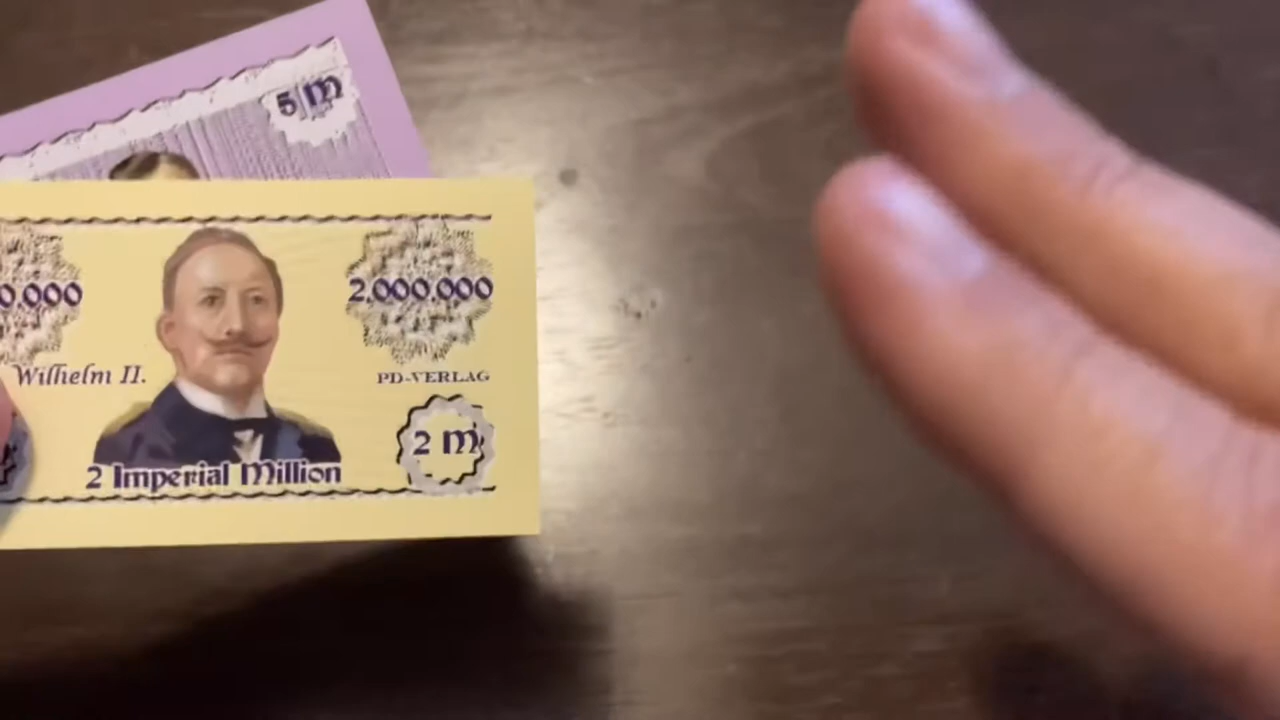 5 m
0.000
2.000.000
Wilhelm II.
PD-VERLAG
2 m
2 Imperial Million